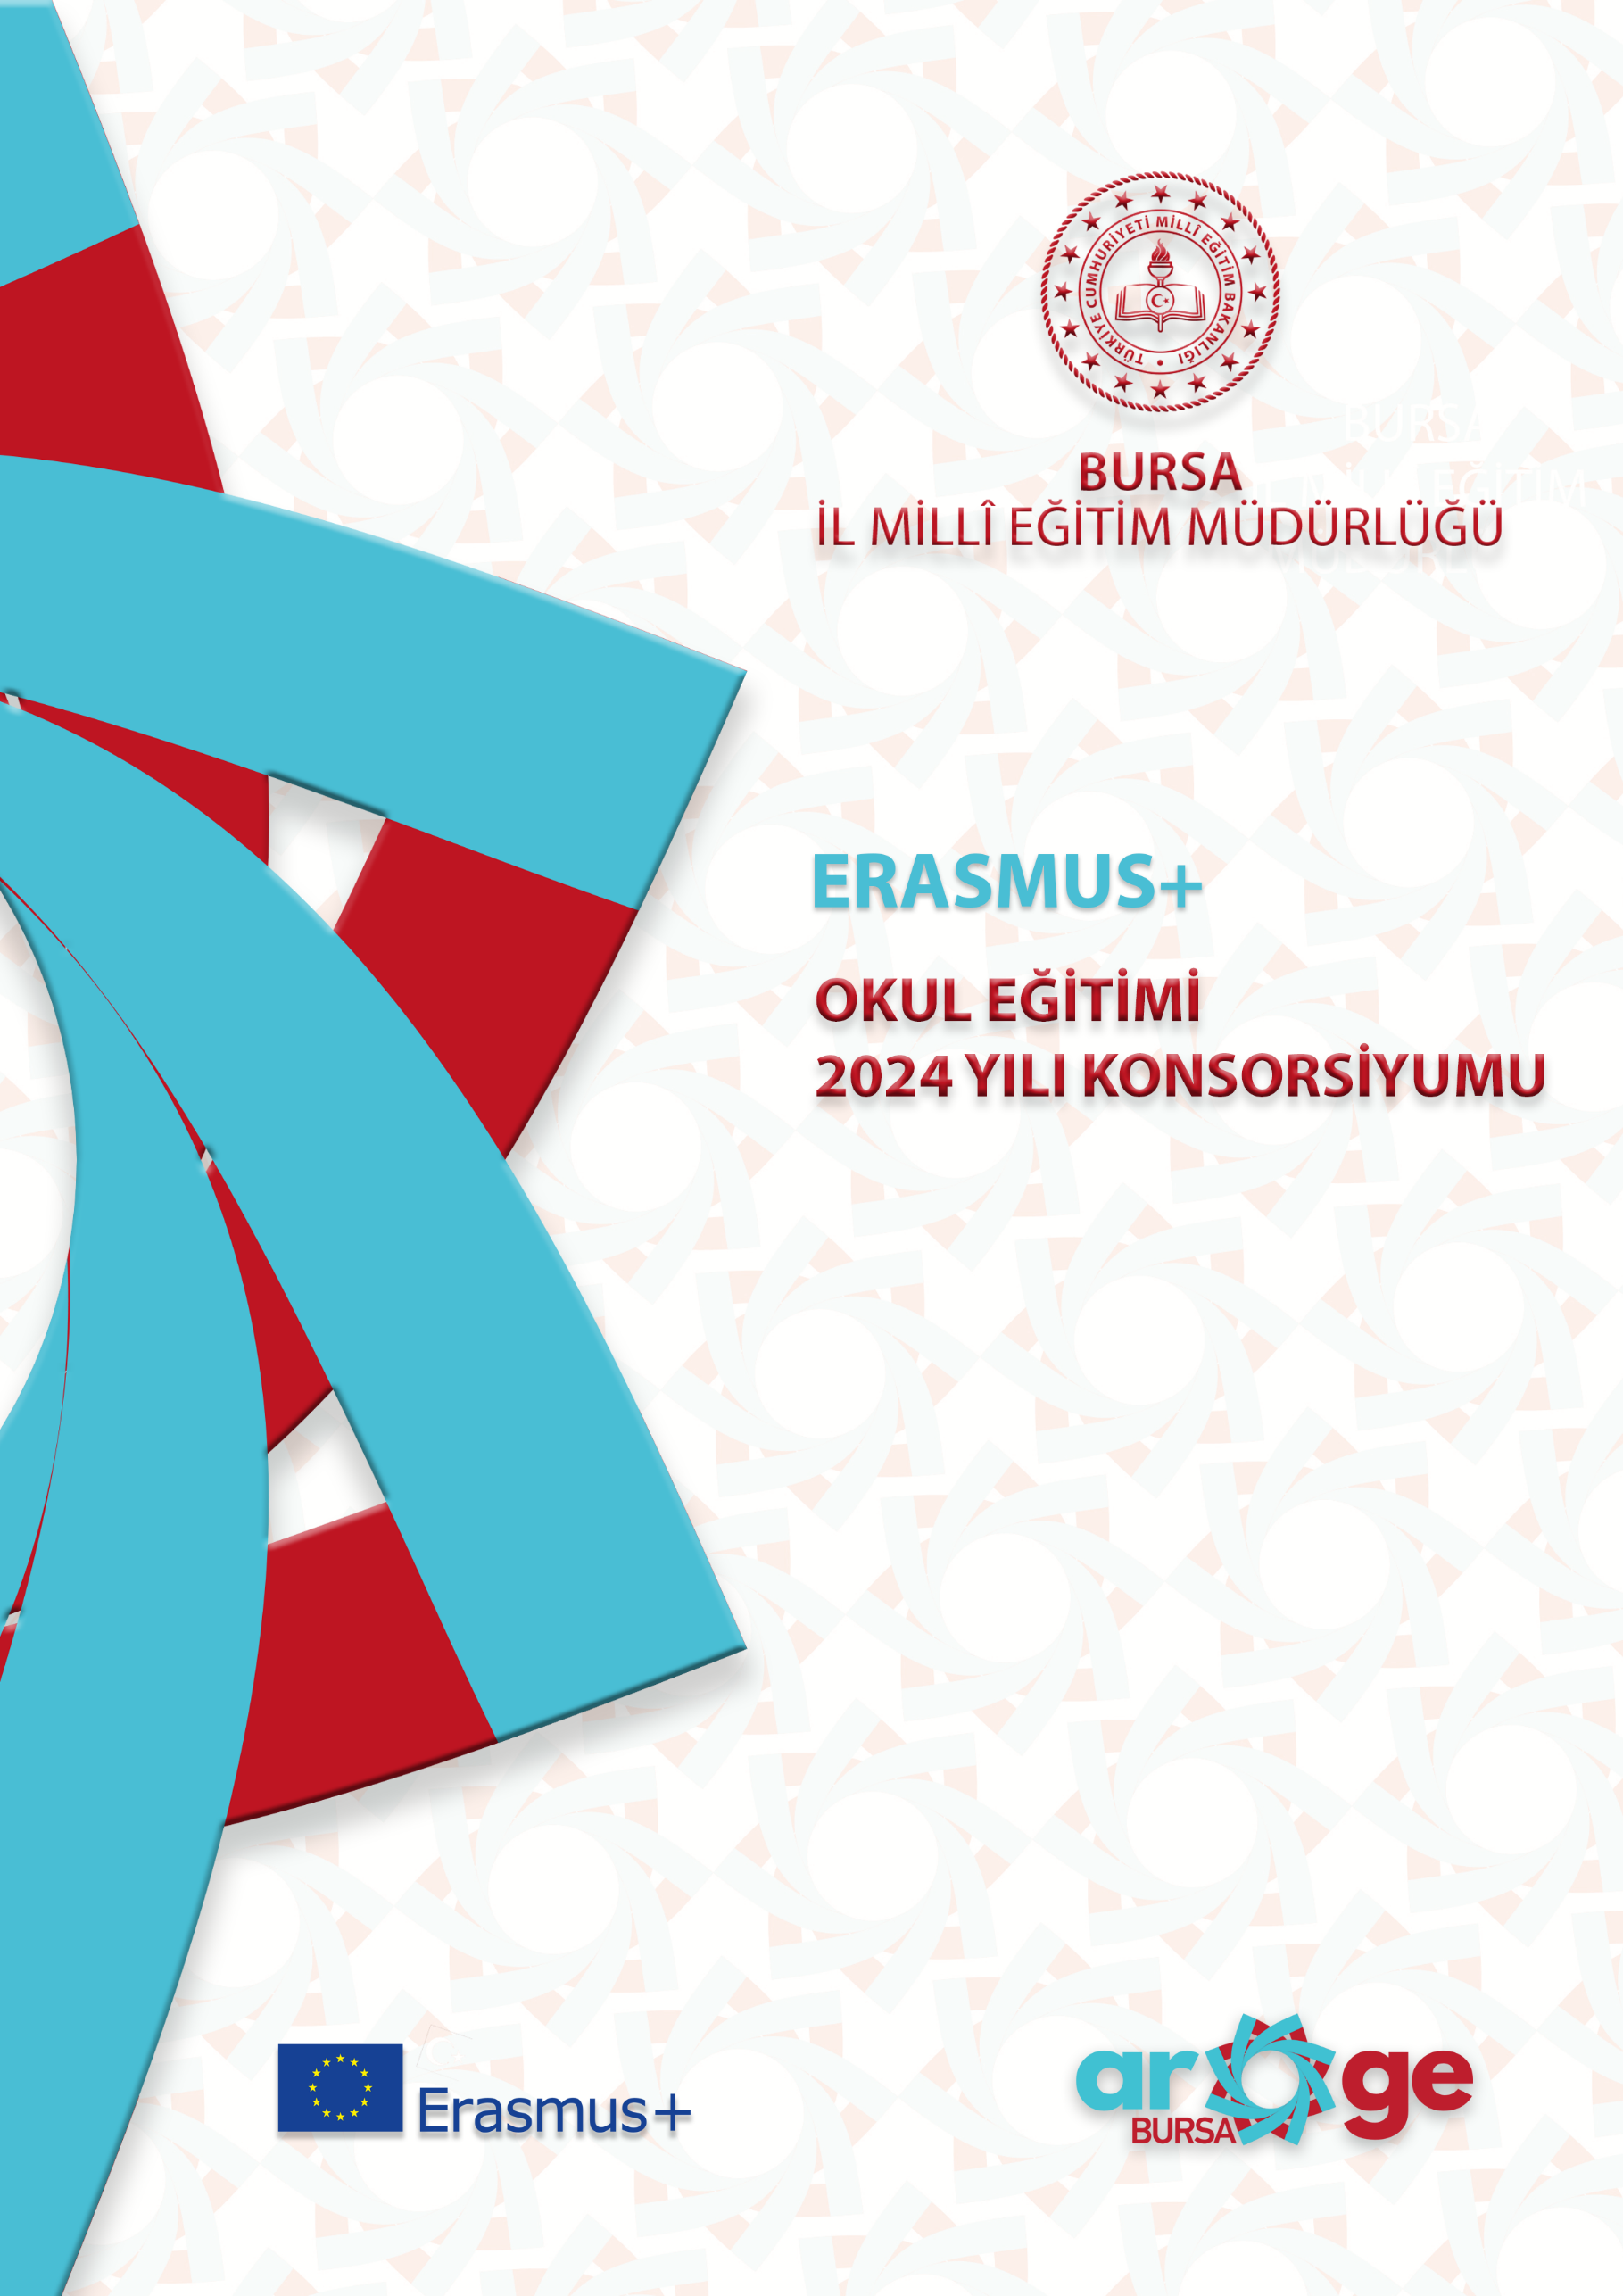 TÜRKİYE CUMHURİYETİ MİLLÎ EĞİTİM BAKANLIĞI
BURSA
İL MİLLÎ EĞİTİM MÜDÜRLÜĞÜ
ERASMUS+
OKUL EĞİTİMİ
2024 YILI KONSORSİYUMU
Erasmus+
ar ge
BURSA